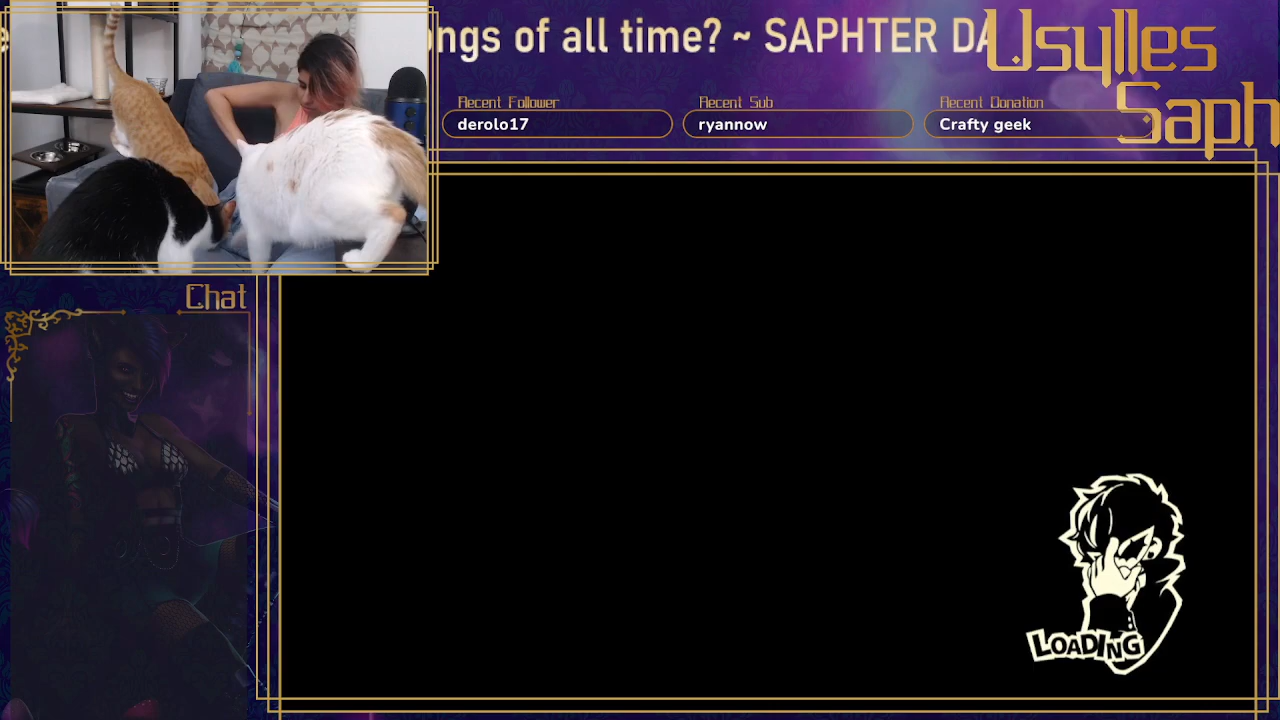 ongs of all time? ~ SAPHTER DA
Usylles
Saph
Recent Follower
derolo17
Recent Sub
ryannow
Recent Donation
Crafty geek
Chat
LOADING